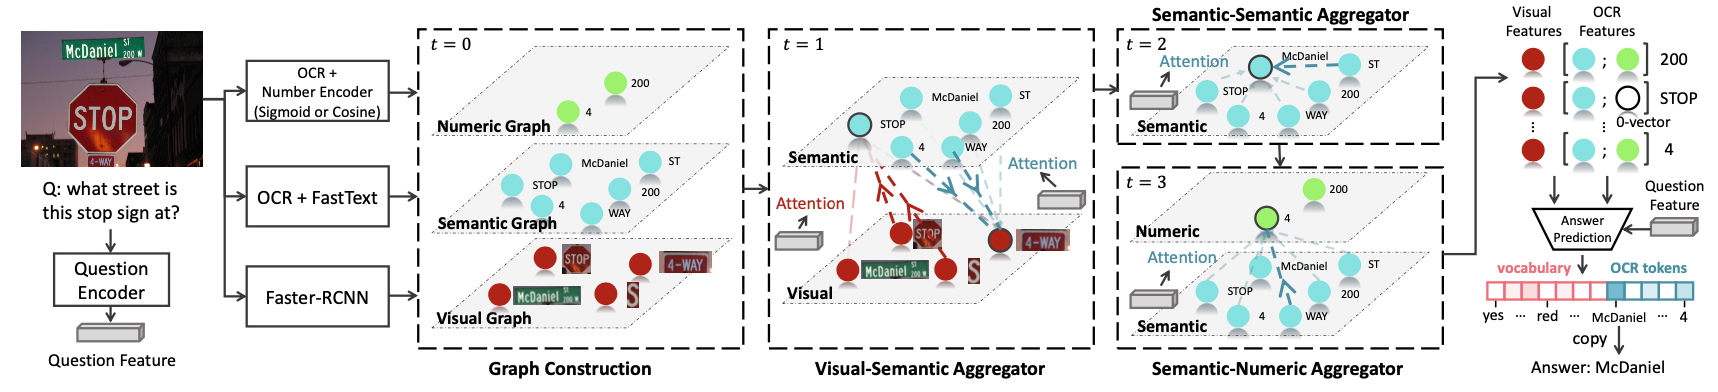 McDaniel ST
200 W
STOP
4-WAY
Q: what street is
this stop sign at?
Question
Encoder
Question Feature
OCR +
Number Encoder
(Sigmoid or Cosine)
OCR + FastText
Faster-RCNN
t = 0
200
4
Numeric Graph
McDaniel
ST
STOP
200
4
WAY
Semantic Graph
STOP
4-WAY
McDaniel ST
200 W
S
Visual Graph
Graph Construction
t = 1
McDaniel
ST
STOP
200
4
WAY
Semantic
Attention
Attention
STOP
4-WAY
McDaniel ST
200 W
S
Visual
Visual-Semantic Aggregator
Semantic-Semantic Aggregator
t = 2
McDaniel
ST
Attention
STOP
200
4
WAY
Semantic
t = 3
200
4
Numeric
Attention
McDaniel
ST
STOP
200
4
WAY
Semantic
Semantic-Numeric Aggregator
Visual
Features
OCR
Features
[ ; ] 200
[ ; ] STOP
0-vector
[ ; ] 4
Question
Feature
Answer
Prediction
vocabulary
OCR tokens
yes ... red ... McDaniel ... 4
copy
Answer: McDaniel